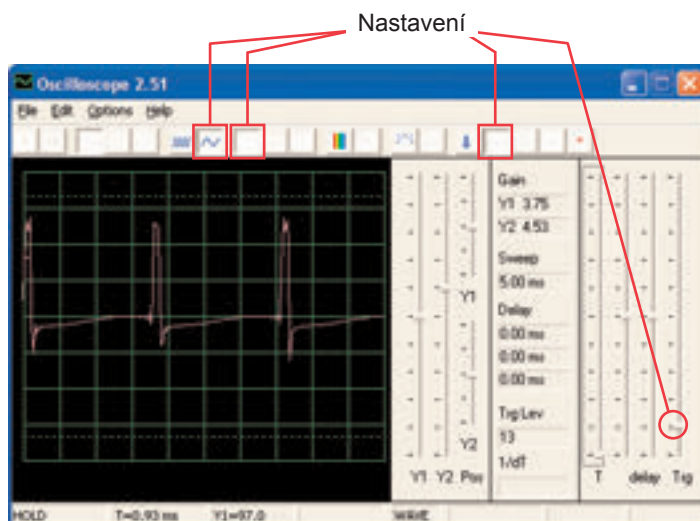 Nastavení
Oscilloscope 2.51
File Edit Options Help
Gain
Y1 3.75
Y2 4.53
Sweep
5.00 ms
Delay
0.00 ms
0.00 ms
0.00 ms
Trg Lev
13
1/dT
Y1
Y2
Y1 Y2 Pos
T delay Trg
HOLD T=0.93 ms Y1=97.0 WAVE